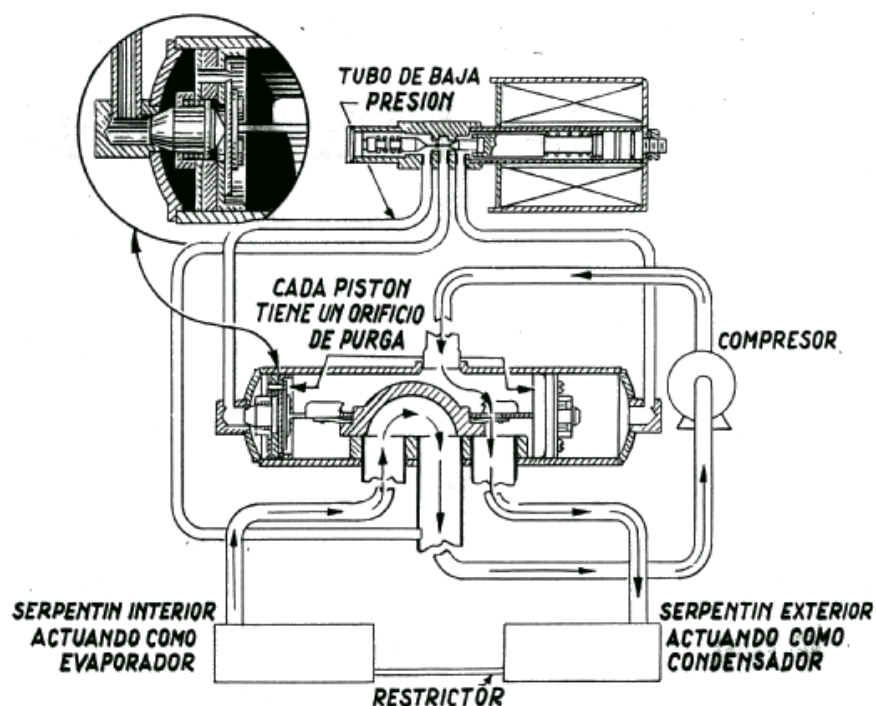 TUBO DE BAJA
PRESION
CADA PISTON
TIENE UN ORIFICIO
DE PURGA
COMPRESOR
SERPENTIN INTERIOR
ACTUANDO COMO
EVAPORADOR
SERPENTIN EXTERIOR
ACTUANDO COMO
CONDENSADOR
RESTRICTOR